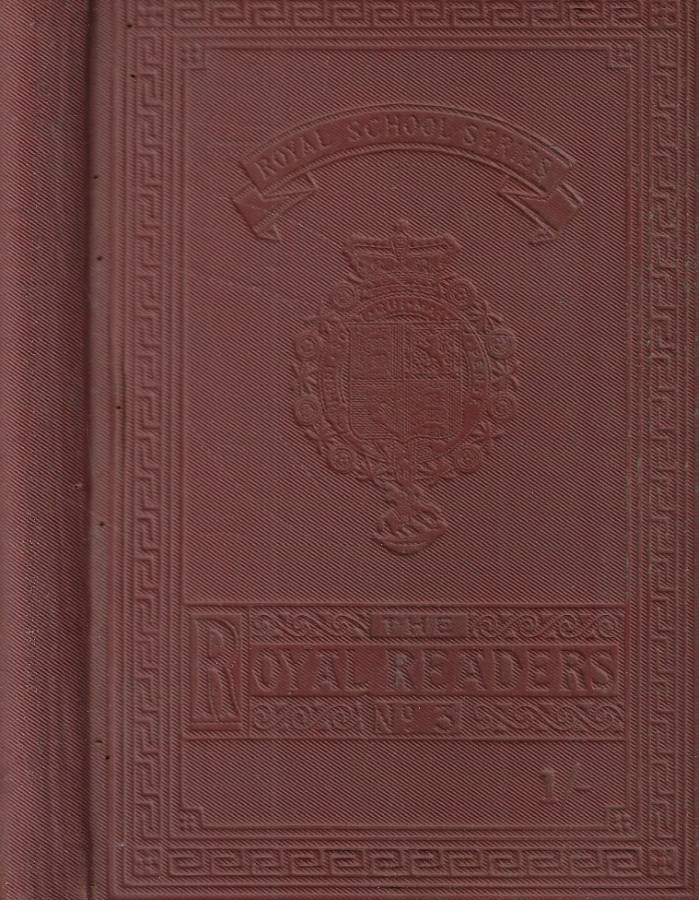 ROYAL SCHOOL SERIES
THE
ROYAL READERS
No 3
1/-